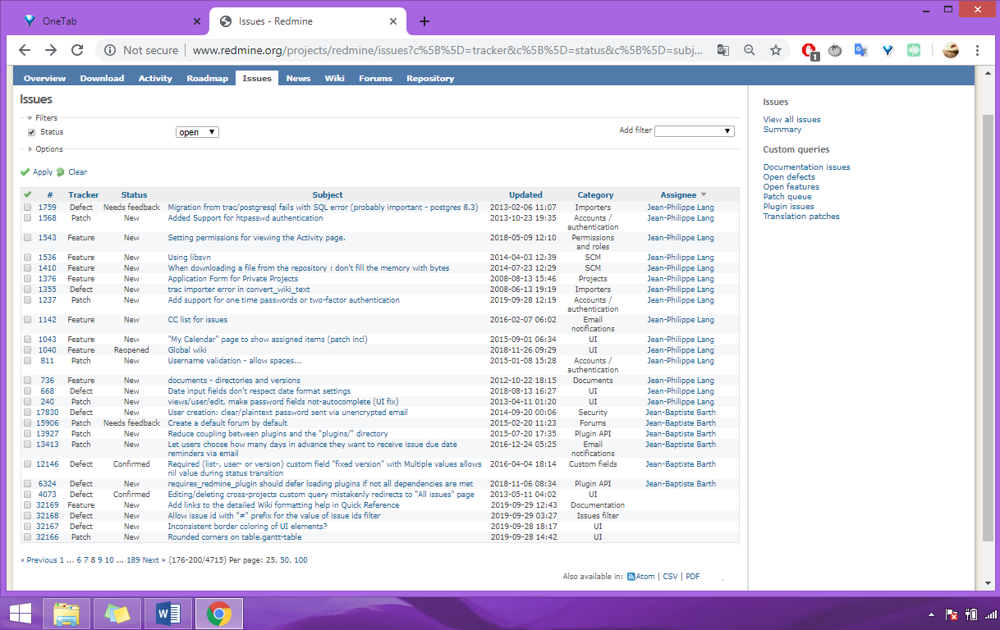 OneTab
Issues - Redmine
Not secure | www.redmine.org/projects/redmine/issues?c%5B%5D=tracker&c%5B%5D=status&c%5B%5D=subj...
1
Overview Download Activity Roadmap Issues News Wiki Forums Repository
Issues
Filters
Status open Add filter
Options
Apply Clear
# Tracker Status Subject Updated Category Assignee
1759 Defect Needs feedback Migration from trac/postgresql fails with SQL error (probably important - postgres 8.3) 2013-02-06 11:07 Importers Jean-Philippe Lang
1568 Patch New Added Support for htpasswd authentication 2013-10-23 19:35 Accounts / Jean-Philippe Lang
authentication
1543 Feature New Setting permissions for viewing the Activity page. 2018-05-09 12:10 Permissions Jean-Philippe Lang
and roles
1536 Feature New Using libsvn 2014-04-03 12:39 SCM Jean-Philippe Lang
1410 Feature New When downloading a file from the repository : don't fill the memory with bytes 2014-07-23 12:29 SCM Jean-Philippe Lang
1376 Feature New Application Form for Private Projects 2008-08-13 15:46 Projects Jean-Philippe Lang
1355 Defect New trac importer error in convert_wiki_text 2008-06-13 19:19 Importers Jean-Philippe Lang
1237 Patch New Add support for one time passwords or two-factor authentication 2019-09-28 12:19 Accounts / Jean-Philippe Lang
authentication
1142 Feature New CC list for issues 2016-02-07 06:02 Email Jean-Philippe Lang
notifications
1043 Feature New "My Calendar" page to show assigned items (patch incl) 2015-09-01 06:34 UI Jean-Philippe Lang
1040 Feature Reopened Global wiki 2018-11-26 09:29 UI Jean-Philippe Lang
811 Patch New Username validation - allow spaces... 2015-01-08 15:28 Accounts / Jean-Philippe Lang
authentication
736 Feature New documents - directories and versions 2012-10-22 18:15 Documents Jean-Philippe Lang
668 Defect New Date input fields don't respect date format settings 2018-08-13 16:27 UI Jean-Philippe Lang
240 Patch New views/user/edit, make password fields not-autocomplete (UI fix) 2013-04-11 01:20 UI Jean-Philippe Lang
17830 Defect New User creation: clear/plaintext password sent via unencrypted email 2014-09-20 00:06 Security Jean-Baptiste Barth
15906 Patch Needs feedback Create a default forum by default 2015-02-20 11:23 Forums Jean-Baptiste Barth
13927 Patch New Reduce coupling between plugins and the "plugins/" directory 2015-07-20 17:35 Plugin API Jean-Baptiste Barth
13413 Patch New Let users choose how many days in advance they want to receive issue due date 2016-12-24 05:25 Email Jean-Baptiste Barth
reminders via email notifications
12146 Defect Confirmed Required (list-, user- or version) custom field "fixed version" with Multiple values allows 2016-04-04 18:14 Custom fields Jean-Baptiste Barth
nil value during status transition
6324 Defect New requires_redmine_plugin should defer loading plugins if not all dependencies are met 2018-11-06 08:34 Plugin API Jean-Baptiste Barth
4073 Defect Confirmed Editing/deleting cross-projects custom query mistakenly redirects to "All issues" page 2013-05-11 04:02 UI
32169 Feature New Add links to the detailed Wiki formatting help in Quick Reference 2019-09-29 12:43 Documentation
32168 Defect New Allow issue id with "#" prefix for the value of issue ids filter 2019-09-29 03:27 Issues filter
32167 Defect New Inconsistent border coloring of UI elements? 2019-09-28 18:17 UI
32166 Patch New Rounded corners on table.gantt-table 2019-09-28 14:42 UI
« Previous 1 ... 6 7 8 9 10 ... 189 Next » (176-200/4715) Per page: 25, 50, 100
Also available in: Atom | CSV | PDF
Issues
View all issues
Summary
Custom queries
Documentation issues
Open defects
Open features
Patch queue
Plugin issues
Translation patches